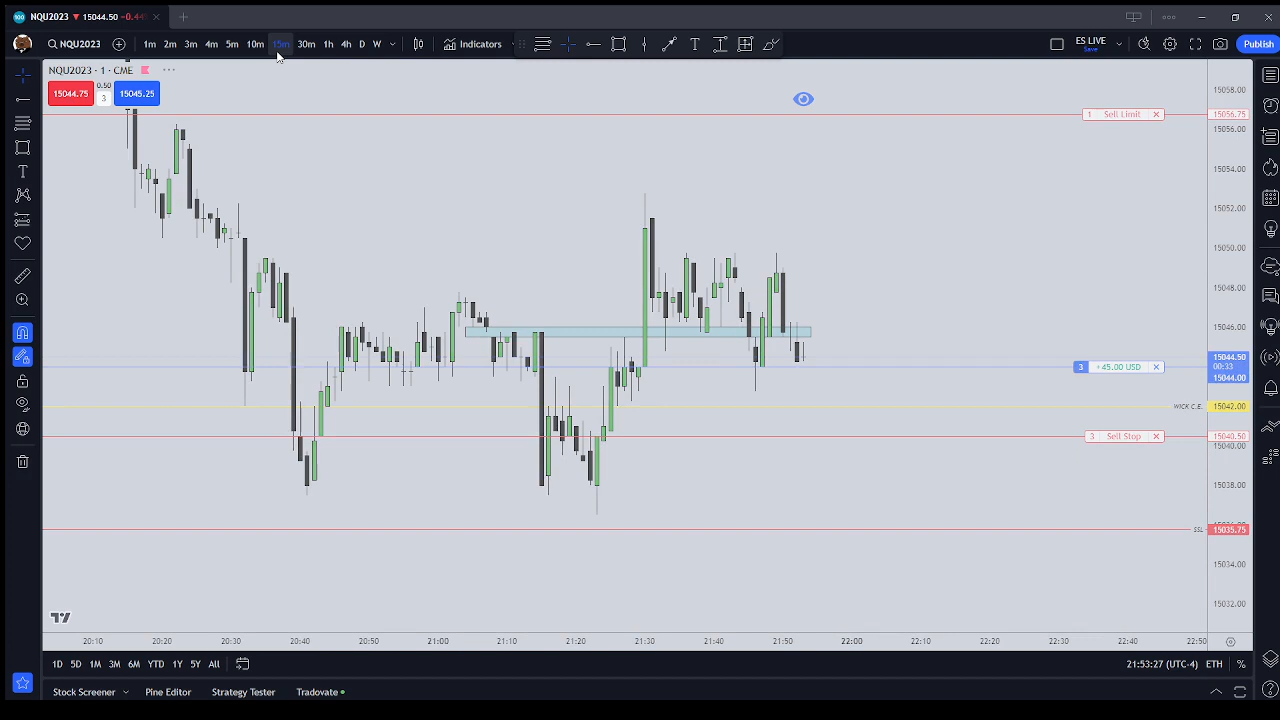 NQU2023 ▼ 15044.50 -0.44
NQU2023 1m 2m 3m 4m 5m 10m 15m 30m 1h 4h D W Indicators ES LIVE Save Publish
NQU2023 · 1 · CME
15044.75 0.50 3 15045.25
15058.00
1 Sell Limit 15056.75
15056.00
15054.00
15052.00
15050.00
15048.00
15046.00
15044.50
00:33
3 +45.00 USD 15044.00
WICK C.E. 15042.00
3 Sell Stop 15040.50
15040.00
15038.00
SSL 15035.75
15034.00
15032.00
20:10 20:20 20:30 20:40 20:50 21:00 21:10 21:20 21:30 21:40 21:50 22:00 22:10 22:20 22:30 22:40 22:50
1D 5D 1M 3M 6M YTD 1Y 5Y All 21:53:27 (UTC-4) ETH %
Stock Screener Pine Editor Strategy Tester Tradovate